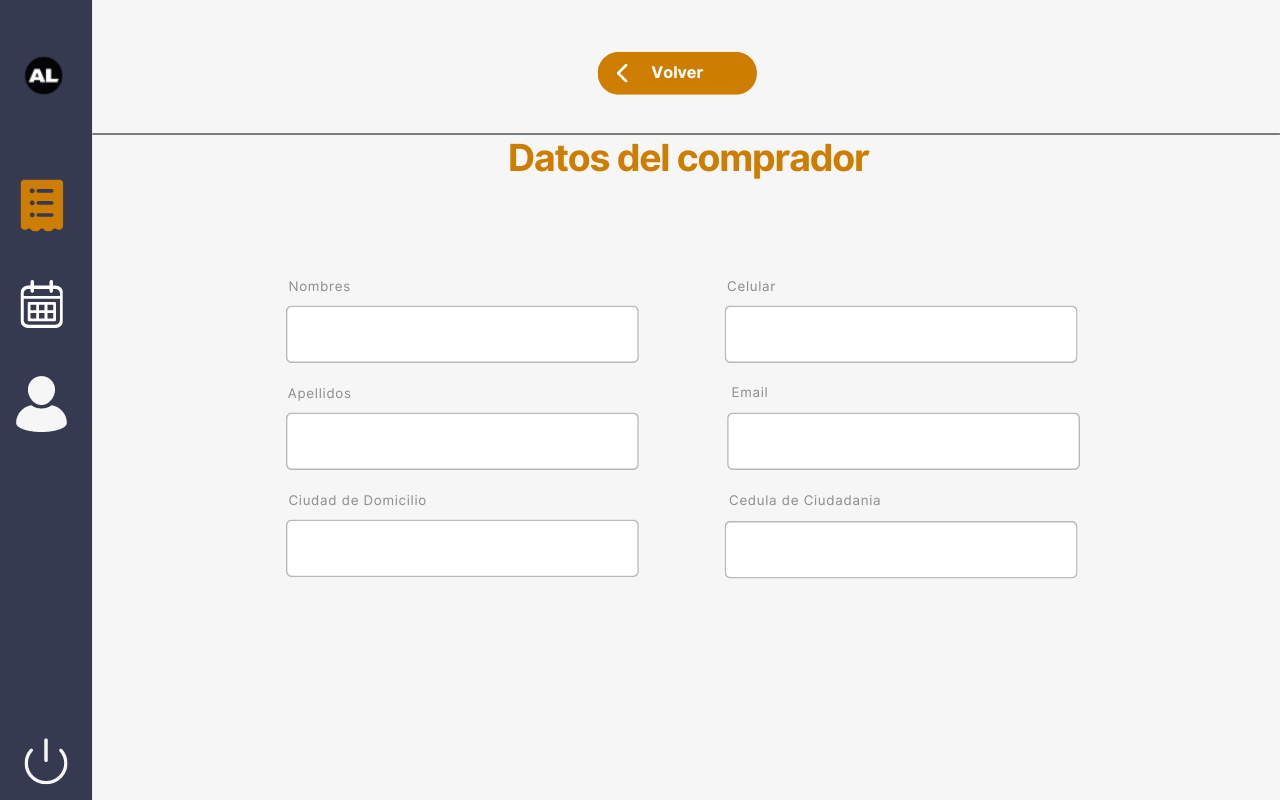 AL
Volver
Datos del comprador
Nombres
Celular
Apellidos
Email
Ciudad de Domicilio
Cedula de Ciudadania